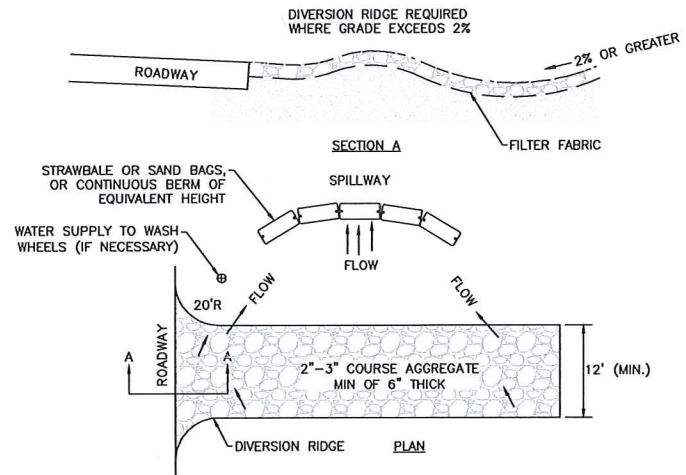 DIVERSION RIDGE REQUIRED
WHERE GRADE EXCEEDS 2%
2% OR GREATER
ROADWAY
FILTER FABRIC
SECTION A
STRAWBALE OR SAND BAGS,
OR CONTINUOUS BERM OF
EQUIVALENT HEIGHT
SPILLWAY
WATER SUPPLY TO WASH
WHEELS (IF NECESSARY)
FLOW
FLOW
FLOW
20'R
ROADWAY
A
A
2"-3" COURSE AGGREGATE
MIN OF 6" THICK
12' (MIN.)
DIVERSION RIDGE
PLAN